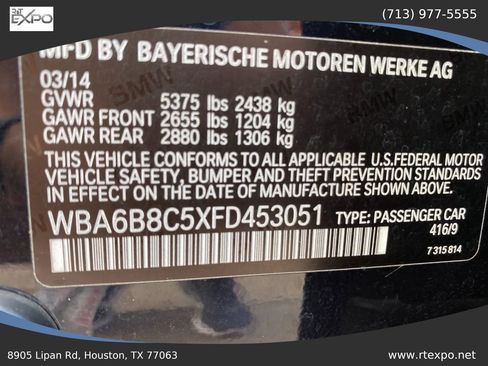 R&T EXPO
(713) 977-5555
MFD BY BAYERISCHE MOTOREN WERKE AG
03/14
GVWR 5375 lbs 2438 kg
GAWR FRONT 2655 lbs 1204 kg
GAWR REAR 2880 lbs 1306 kg
THIS VEHICLE CONFORMS TO ALL APPLICABLE U.S.FEDERAL MOTOR
VEHICLE SAFETY, BUMPER AND THEFT PREVENTION STANDARDS
IN EFFECT ON THE DATE OF MANUFACTURE SHOWN ABOVE.
WBA6B8C5XFD453051 TYPE: PASSENGER CAR
416/9
7 315 814
8905 Lipan Rd, Houston, TX 77063
www.rtexpo.net